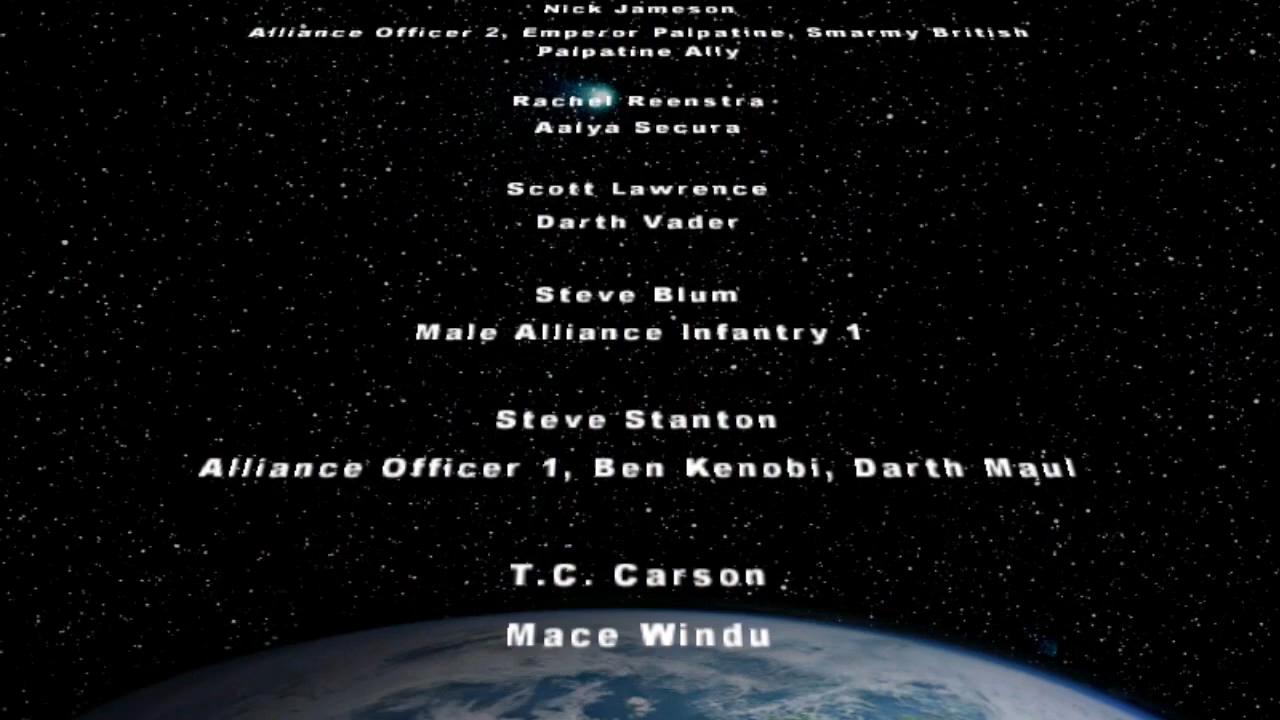 Nick Jameson
Alliance Officer 2, Emperor Palpatine, Smarmy British
Palpatine Ally
Rachel Reenstra
Aalya Secura
Scott Lawrence
Darth Vader
Steve Blum
Male Alliance Infantry 1
Steve Stanton
Alliance Officer 1, Ben Kenobi, Darth Maul
T.C. Carson
Mace Windu